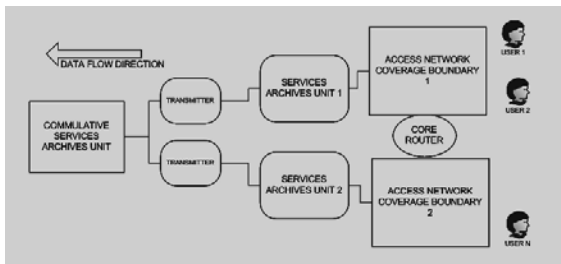 DATA FLOW DIRECTION
COMMULATIVE
SERVICES
ARCHIVES UNIT
TRANSMITTER
TRANSMITTER
SERVICES
ARCHIVES UNIT 1
SERVICES
ARCHIVES UNIT 2
ACCESS NETWORK
COVERAGE BOUNDARY
1
CORE
ROUTER
ACCESS NETWORK
COVERAGE BOUNDARY
2
USER 1
USER 2
USER N